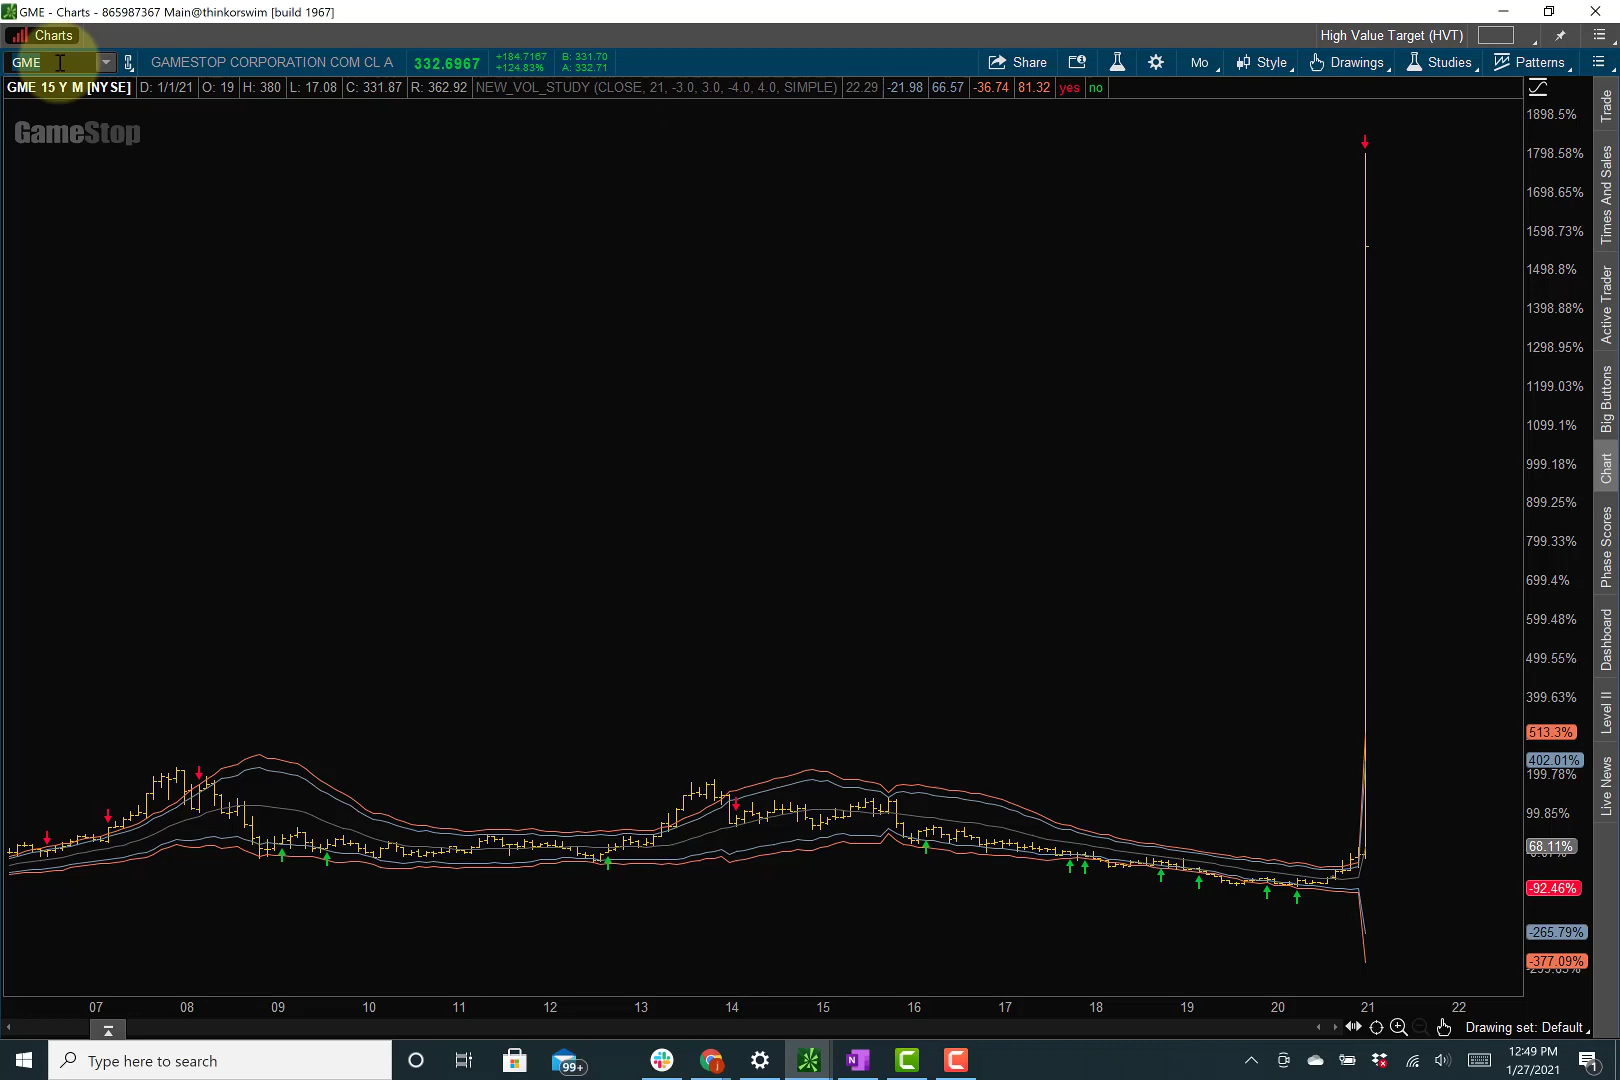 GME - Charts - 865987367 Main@thinkorswim [build 1967]
Charts
High Value Target (HVT)
GME
GAMESTOP CORPORATION COM CL A
332.6967
+184.7167
+124.83%
B: 331.70
A: 332.71
Share
Mo
Style
Drawings
Studies
Patterns
GME 15 Y M [NYSE] D: 1/1/21 O: 19 H: 380 L: 17.08 C: 331.87 R: 362.92 NEW_VOL_STUDY (CLOSE, 21, -3.0, 3.0, -4.0, 4.0, SIMPLE) 22.29 -21.98 66.57 -36.74 81.32 yes no
GameStop
1898.5%
1798.58%
1698.65%
1598.73%
1498.8%
1398.88%
1298.95%
1199.03%
1099.1%
999.18%
899.25%
799.33%
699.4%
599.48%
499.55%
399.63%
513.3%
402.01%
199.78%
99.85%
68.11%
-92.46%
-265.79%
-377.09%
Trade
Times And Sales
Active Trader
Big Buttons
Chart
Phase Scores
Dashboard
Level II
Live News
07 08 09 10 11 12 13 14 15 16 17 18 19 20 21 22
Drawing set: Default
Type here to search
99+
12:49 PM
1/27/2021
1